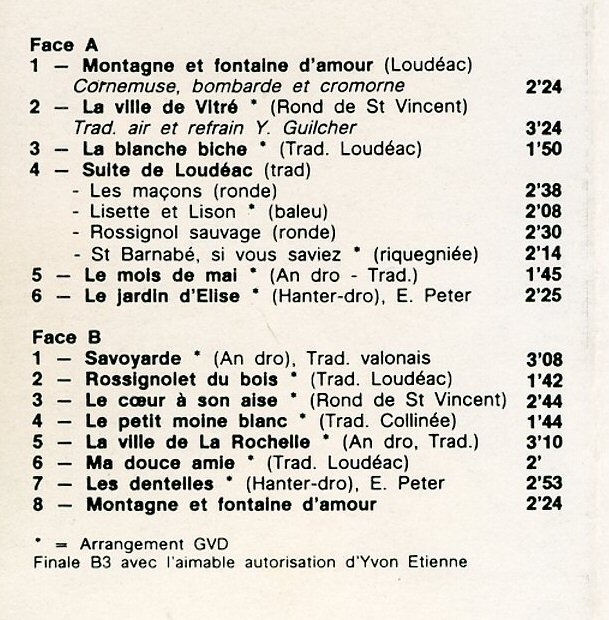 Face A
1 — Montagne et fontaine d'amour (Loudéac)
Cornemuse, bombarde et cromorne 2'24
2 — La ville de Vitré * (Rond de St Vincent)
Trad. air et refrain Y. Guilcher 3'24
3 — La blanche biche * (Trad. Loudéac) 1'50
4 — Suite de Loudéac (trad)
- Les maçons (ronde) 2'38
- Lisette et Lison * (baleu) 2'08
- Rossignol sauvage (ronde) 2'30
- St Barnabé, si vous saviez * (riquegniée) 2'14
5 — Le mois de mai * (An dro - Trad.) 1'45
6 — Le jardin d'Elise * (Hanter-dro), E. Peter 2'25
Face B
1 — Savoyarde * (An dro), Trad. valonais 3'08
2 — Rossignolet du bois * (Trad. Loudéac) 1'42
3 — Le cœur à son aise * (Rond de St Vincent) 2'44
4 — Le petit moine blanc * (Trad. Collinée) 1'44
5 — La ville de La Rochelle * (An dro, Trad.) 3'10
6 — Ma douce amie * (Trad. Loudéac) 2'
7 — Les dentelles * (Hanter-dro), E. Peter 2'53
8 — Montagne et fontaine d'amour 2'24
* = Arrangement GVD
Finale B3 avec l'aimable autorisation d'Yvon Etienne